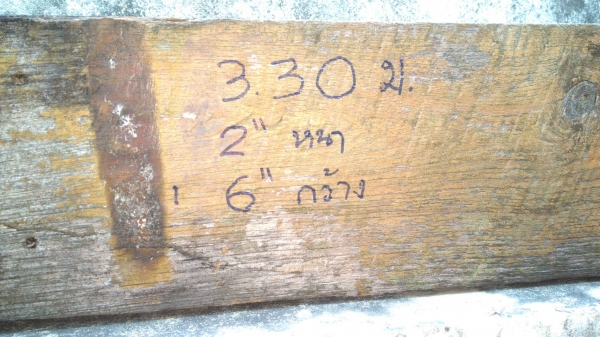 3.30 ม.
2" หนา
6" กว้าง